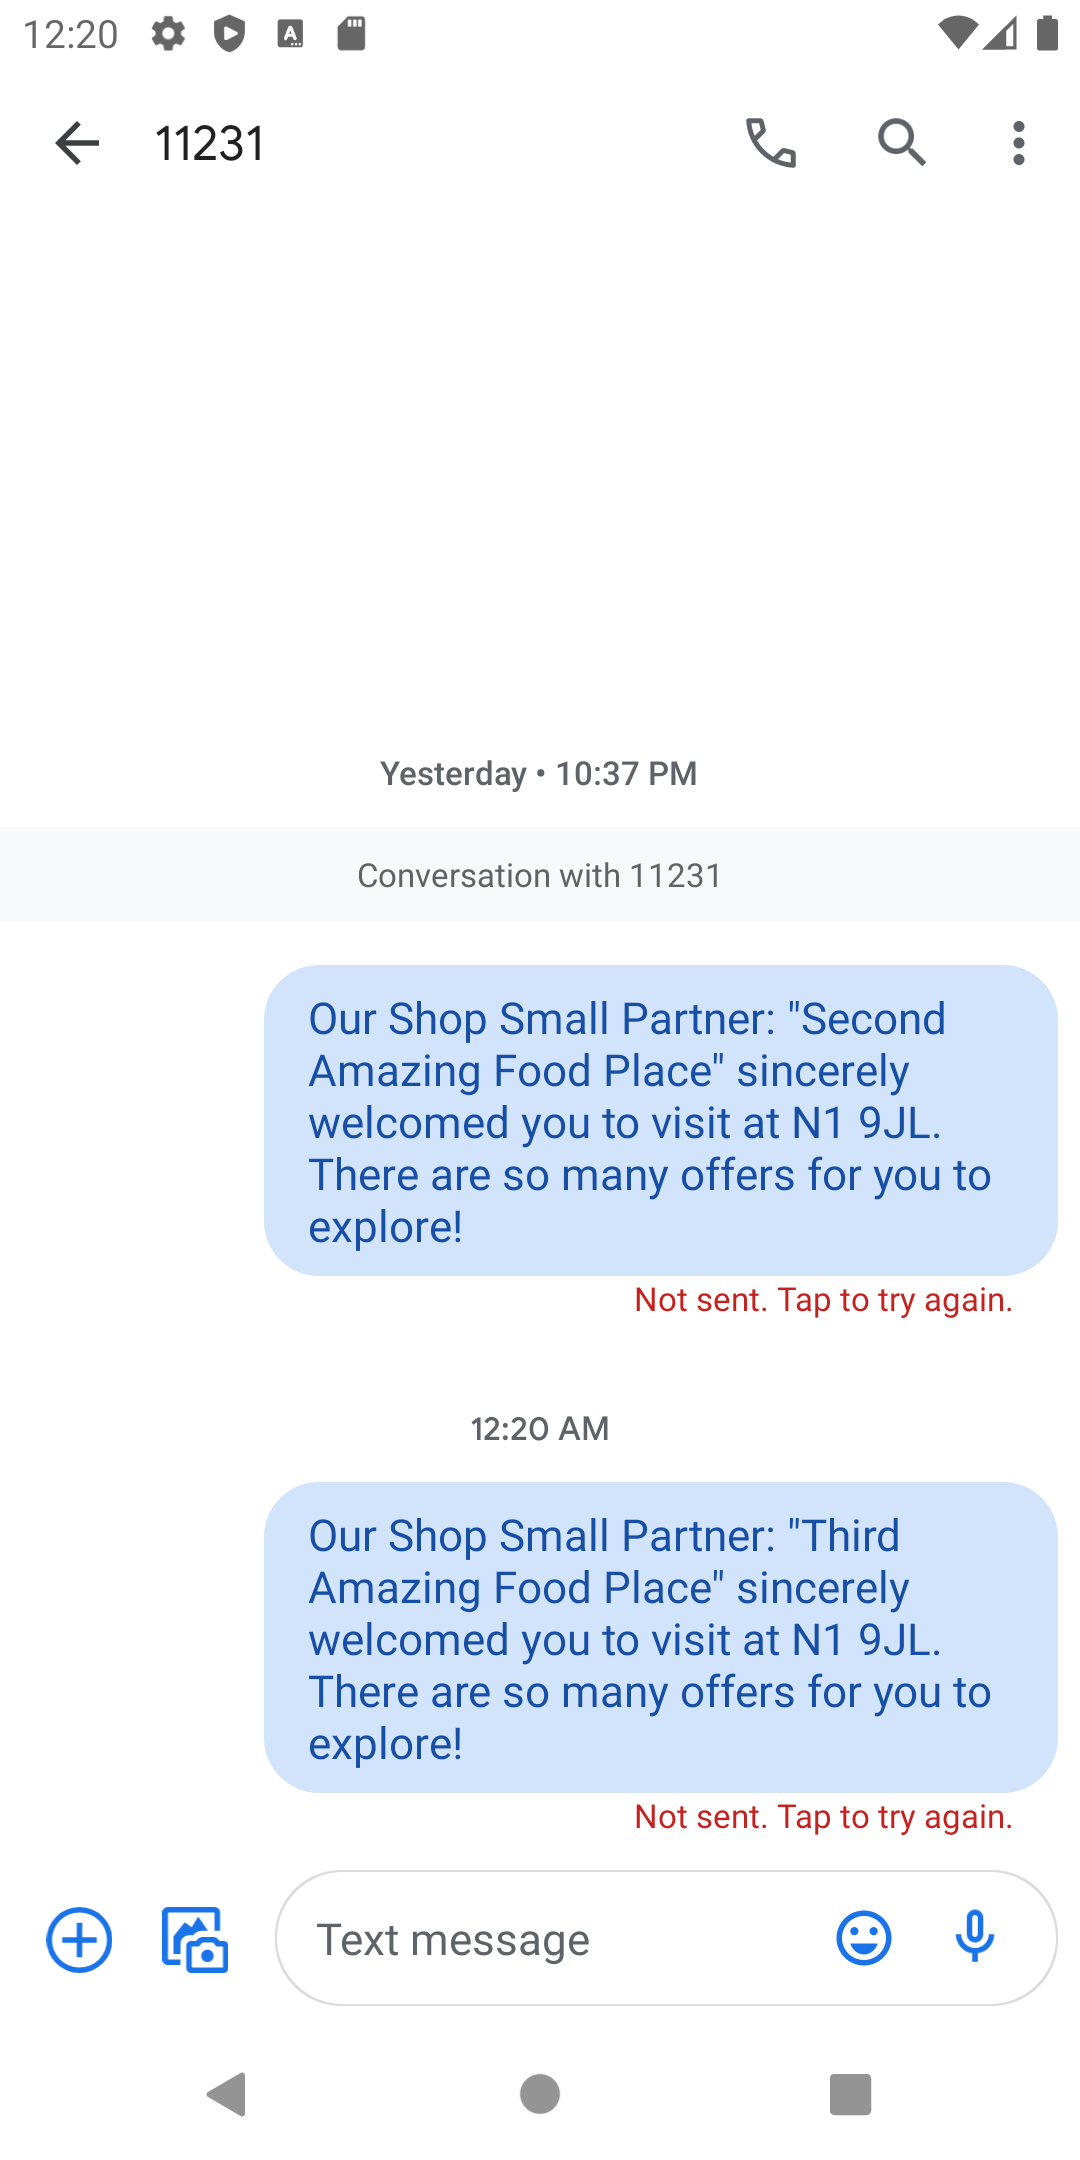 12:20
11231
Yesterday • 10:37 PM
Conversation with 11231
Our Shop Small Partner: "Second
Amazing Food Place" sincerely
welcomed you to visit at N1 9JL.
There are so many offers for you to
explore!
Not sent. Tap to try again.
12:20 AM
Our Shop Small Partner: "Third
Amazing Food Place" sincerely
welcomed you to visit at N1 9JL.
There are so many offers for you to
explore!
Not sent. Tap to try again.
Text message